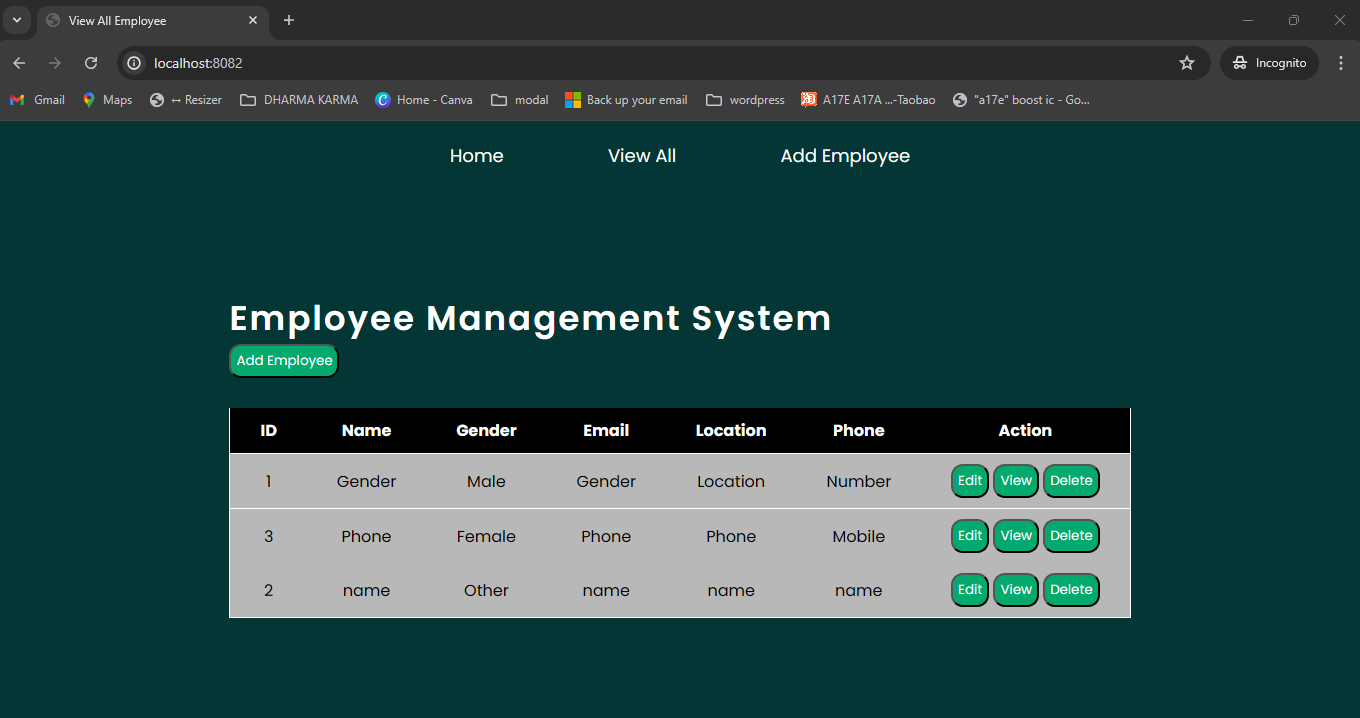 View All Employee
localhost:8082
Incognito
Gmail Maps ↔ Resizer DHARMA KARMA Home - Canva modal Back up your email wordpress A17E A17A ...-Taobao "a17e" boost ic - Go...
Home View All Add Employee
Employee Management System
Add Employee
ID Name Gender Email Location Phone Action
1 Gender Male Gender Location Number Edit View Delete
3 Phone Female Phone Phone Mobile Edit View Delete
2 name Other name name name Edit View Delete